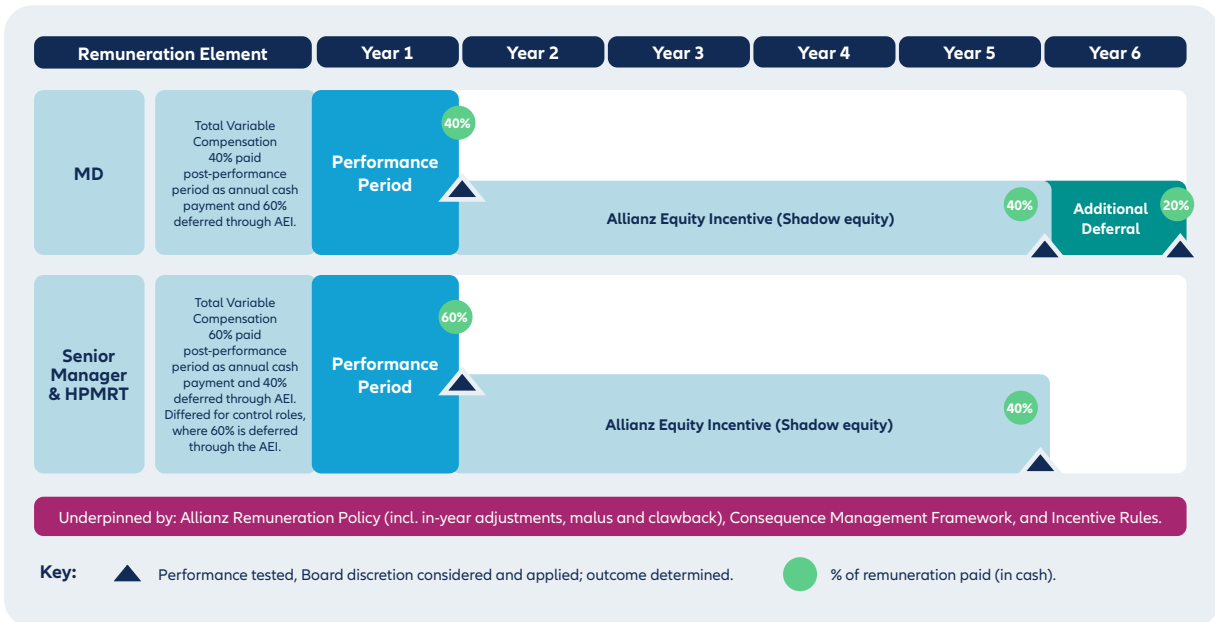 Remuneration Element
Year 1
Year 2
Year 3
Year 4
Year 5
Year 6
MD
Total Variable
Compensation
40% paid
post-performance
period as annual cash
payment and 60%
deferred through AEI.
Performance
Period
40%
Allianz Equity Incentive (Shadow equity)
40%
Additional
Deferral
20%
Senior
Manager
& HPMRT
Total Variable
Compensation
60% paid
post-performance
period as annual cash
payment and 40%
deferred through AEI.
Differed for control roles,
where 60% is deferred
through the AEI.
Performance
Period
60%
Allianz Equity Incentive (Shadow equity)
40%
Underpinned by: Allianz Remuneration Policy (incl. in-year adjustments, malus and clawback), Consequence Management Framework, and Incentive Rules.
Key:
Performance tested, Board discretion considered and applied; outcome determined.
% of remuneration paid (in cash).